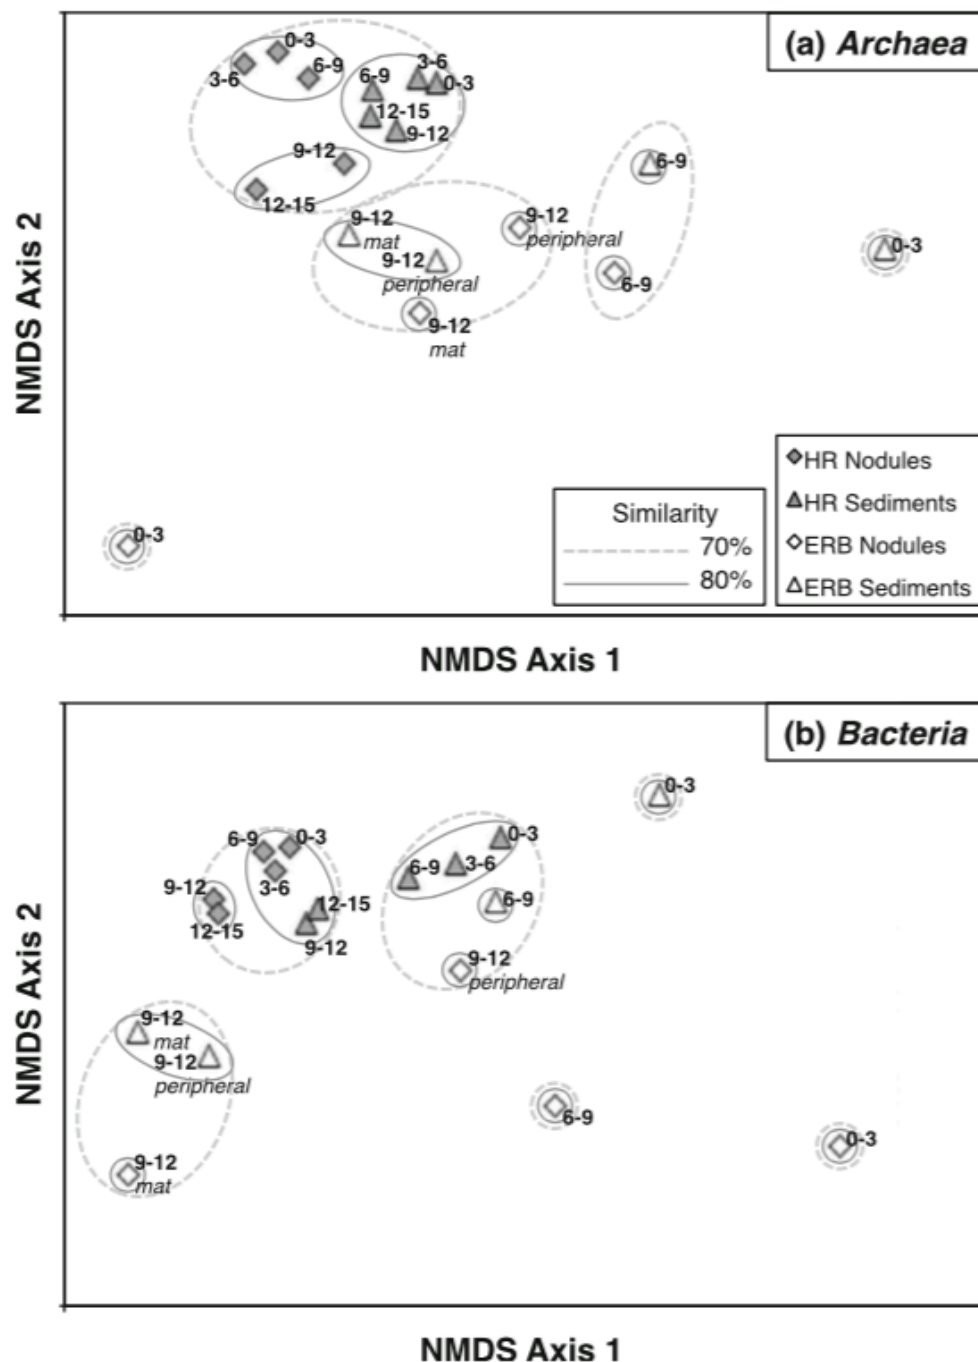 (a) Archaea
0-3
3-6
6-9
3-6
6-9
0-3
12-15
9-12
9-12
12-15
9-12
mat
9-12
peripheral
9-12
peripheral
9-12
mat
6-9
6-9
0-3
0-3
Similarity
70%
80%
HR Nodules
HR Sediments
ERB Nodules
ERB Sediments
NMDS Axis 2
NMDS Axis 1
(b) Bacteria
0-3
6-9
0-3
3-6
9-12
12-15
12-15
9-12
0-3
3-6
6-9
6-9
9-12
peripheral
9-12
mat
9-12
peripheral
9-12
mat
6-9
0-3
NMDS Axis 2
NMDS Axis 1